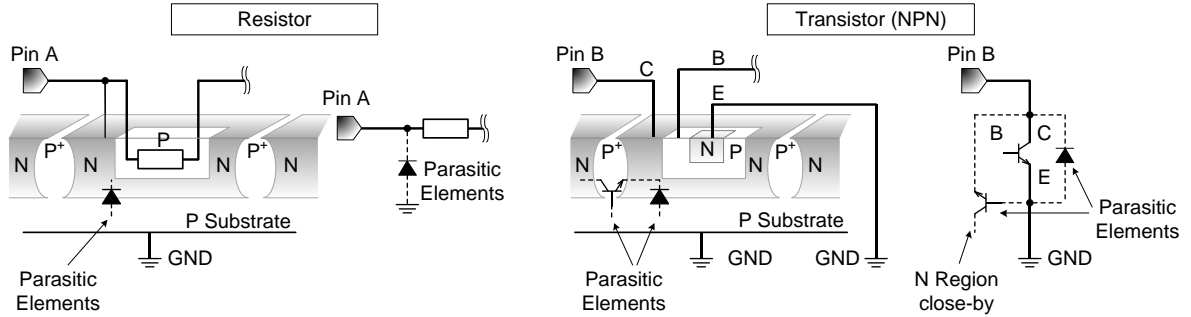 Resistor
Transistor (NPN)
Pin A
Pin B
C
B
E
Pin B
Pin A
N
P+
N
P
N
P+
N
N
P+
N
N
P
P+
N
N
B
C
E
Parasitic
Elements
P Substrate
P Substrate
Parasitic
Elements
GND
GND
GND
Parasitic
Elements
Parasitic
Elements
N Region
close-by